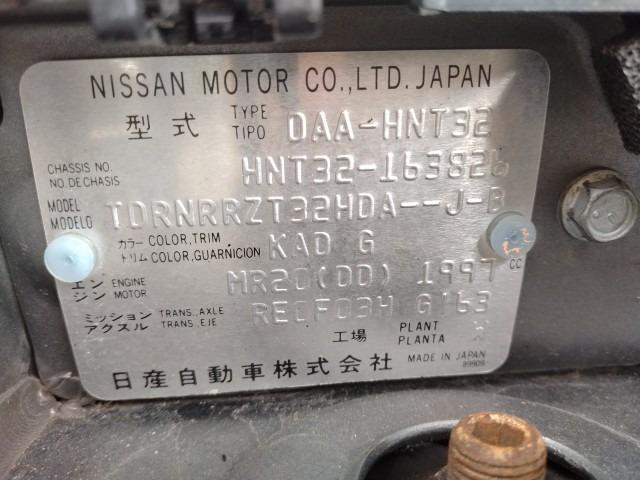 NISSAN MOTOR CO.,LTD. JAPAN
型式 TYPE TIPO DAA-HNT32
CHASSIS NO. NO. DE CHASIS HNT32-163826
MODEL MODELO TDRNRRZT32HDA--J-B
カラー COLOR,TRIM
トリム COLOR,GUARNICION KAD G
エンジン ENGINE MOTOR MR20(DD) 1997 CC
ミッション TRANS.,AXLE
アクスル TRANS.,EJE RE0F03H G163
工場 PLANT PLANTA
日産自動車株式会社 MADE IN JAPAN